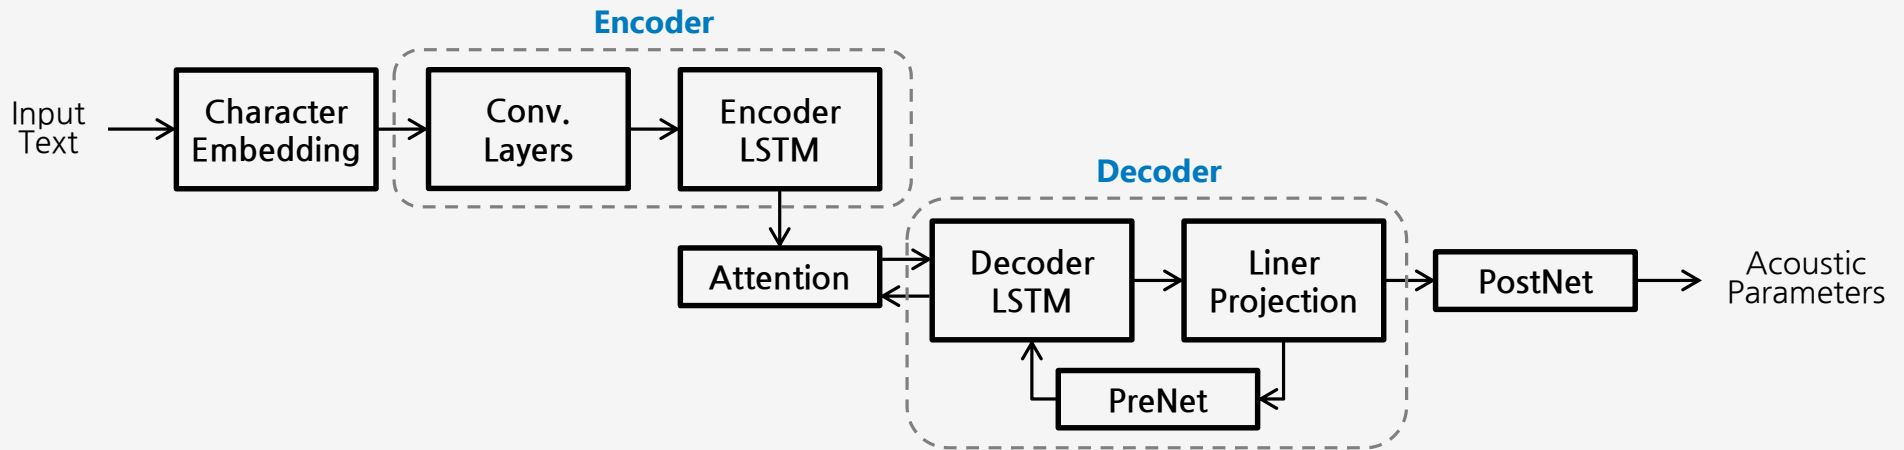 Encoder
Input
Text
Character
Embedding
Conv.
Layers
Encoder
LSTM
Decoder
Attention
Decoder
LSTM
Liner
Projection
PostNet
Acoustic
Parameters
PreNet